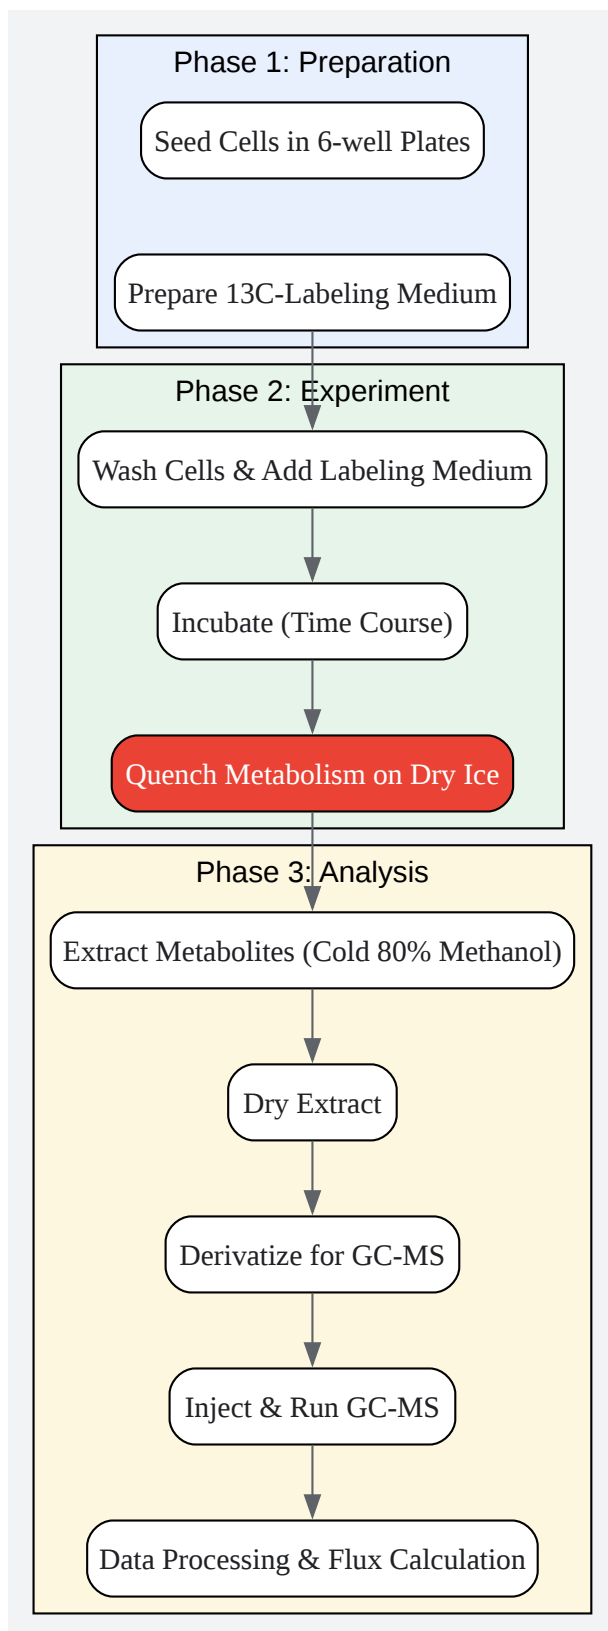 Phase 1: Preparation
Seed Cells in 6-well Plates
Prepare 13C-Labeling Medium
Phase 2: Experiment
Wash Cells & Add Labeling Medium
Incubate (Time Course)
Quench Metabolism on Dry Ice
Phase 3: Analysis
Extract Metabolites (Cold 80% Methanol)
Dry Extract
Derivatize for GC-MS
Inject & Run GC-MS
Data Processing & Flux Calculation